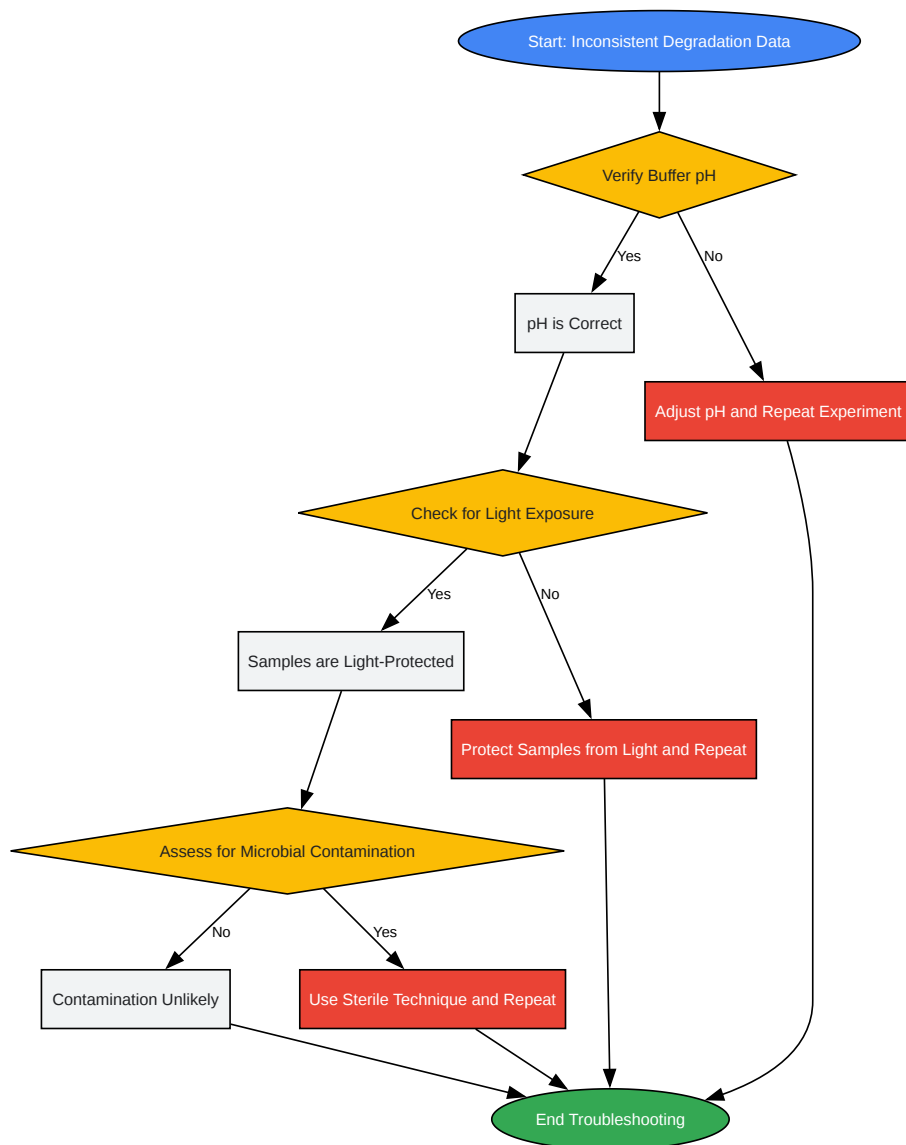 Start: Inconsistent Degradation Data
Verify Buffer pH
Yes
No
pH is Correct
Adjust pH and Repeat Experiment
Check for Light Exposure
Yes
No
Samples are Light-Protected
Protect Samples from Light and Repeat
Assess for Microbial Contamination
No
Yes
Contamination Unlikely
Use Sterile Technique and Repeat
End Troubleshooting